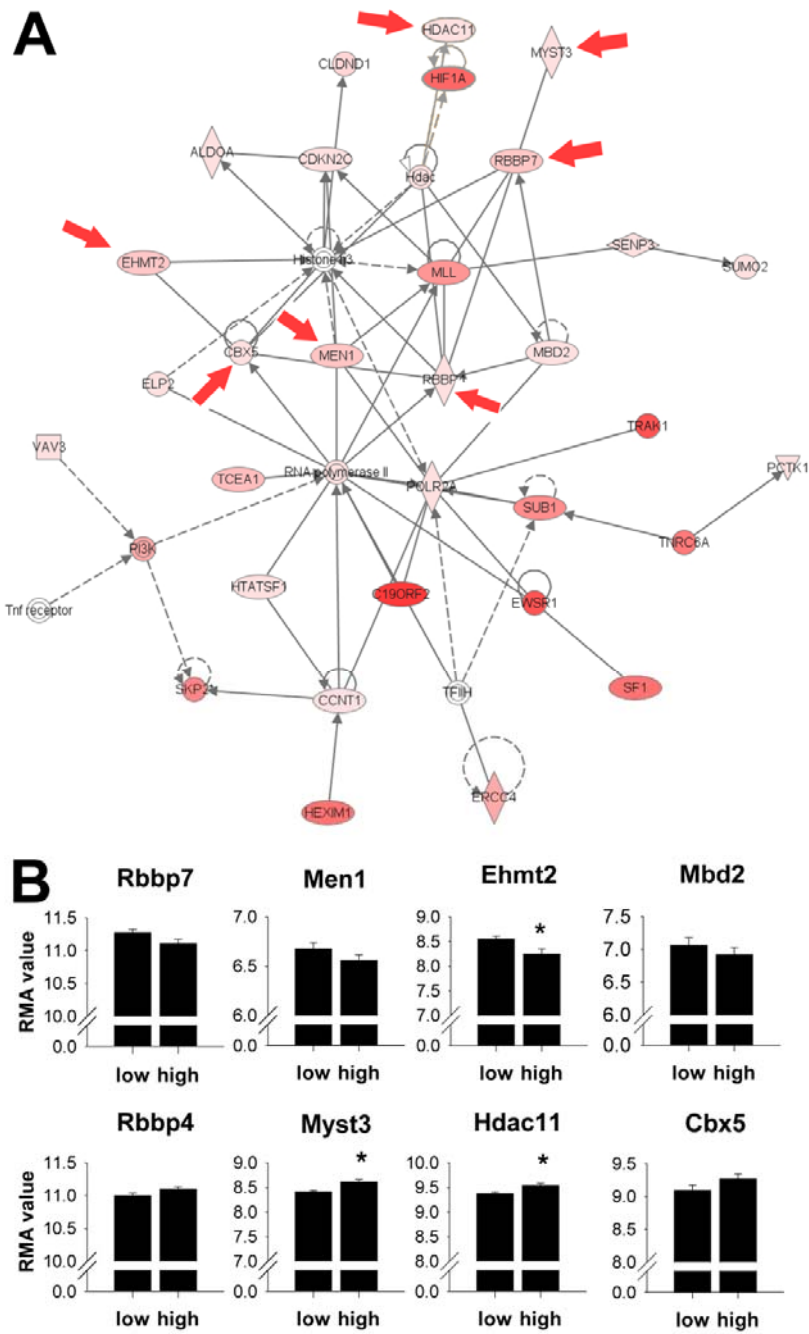 A
HDAC11
MYST3
CLDND1
HIF1A
ALDOA
CDKN2C
Hdac
RBBP7
EHMT2
Histone h3
MLL
SENP3
SUMO2
CBX5
MEN1
RBBP4
MBD2
ELP2
TRAK1
VAV3
TCEA1
RNA polymerase II
POLR2A
PCTK1
SUB1
PI3K
TNRC6A
HTATSF1
C19ORF2
EWSR1
Tnf receptor
SKP2
CCNT1
TFIIH
SF1
HEXIM1
ERCC4
B
Rbbp7 Men1 Ehmt2 Mbd2
RMA value
11.5 11.0 10.5 10.0 0.0
7.0 6.5 6.0 0.0
9.0 8.5 8.0 7.5 7.0 0.0
*
7.5 7.0 6.5 6.0 0.0
low high low high low high low high
Rbbp4 Myst3 Hdac11 Cbx5
RMA value
11.5 11.0 10.5 10.0 0.0
9.0 8.5 8.0 7.5 7.0 0.0
*
10.0 9.5 9.0 8.5 8.0 0.0
*
9.5 9.0 8.5 8.0 0.0
low high low high low high low high